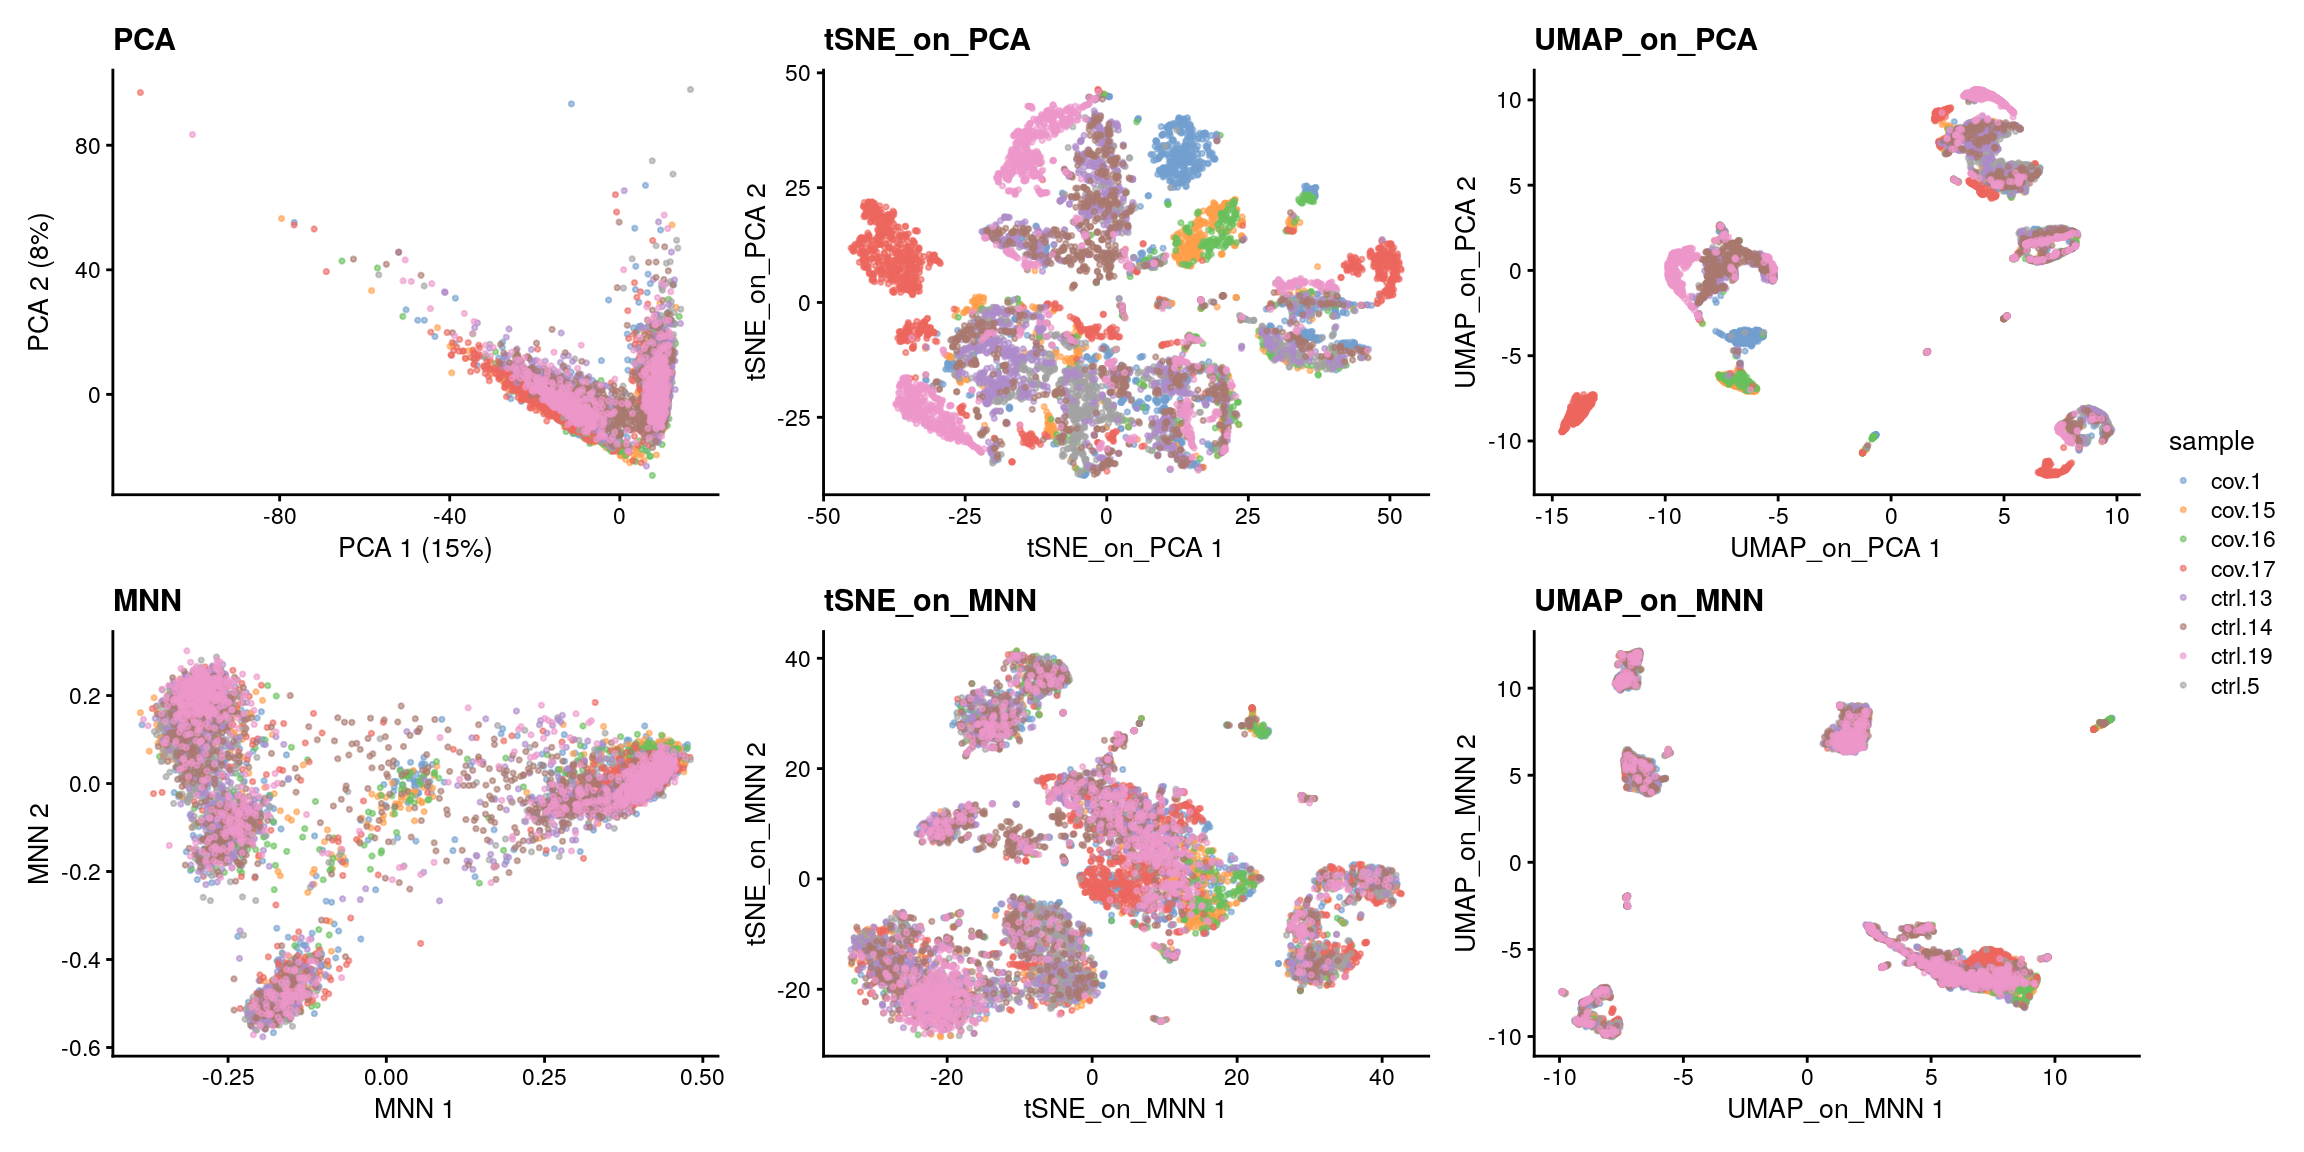 PCA
80
40
0
PCA 2 (8%)
-80
-40
0
PCA 1 (15%)
tSNE_on_PCA
50
25
0
-25
tSNE_on_PCA 2
-50
-25
0
25
50
tSNE_on_PCA 1
UMAP_on_PCA
10
5
0
-5
-10
UMAP_on_PCA 2
-15
-10
-5
0
5
10
UMAP_on_PCA 1
MNN
0.2
0.0
-0.2
-0.4
-0.6
MNN 2
-0.25
0.00
0.25
0.50
MNN 1
tSNE_on_MNN
40
20
0
-20
tSNE_on_MNN 2
-20
0
20
40
tSNE_on_MNN 1
UMAP_on_MNN
10
5
0
-5
-10
UMAP_on_MNN 2
-10
-5
0
5
10
UMAP_on_MNN 1
sample
cov.1
cov.15
cov.16
cov.17
ctrl.13
ctrl.14
ctrl.19
ctrl.5